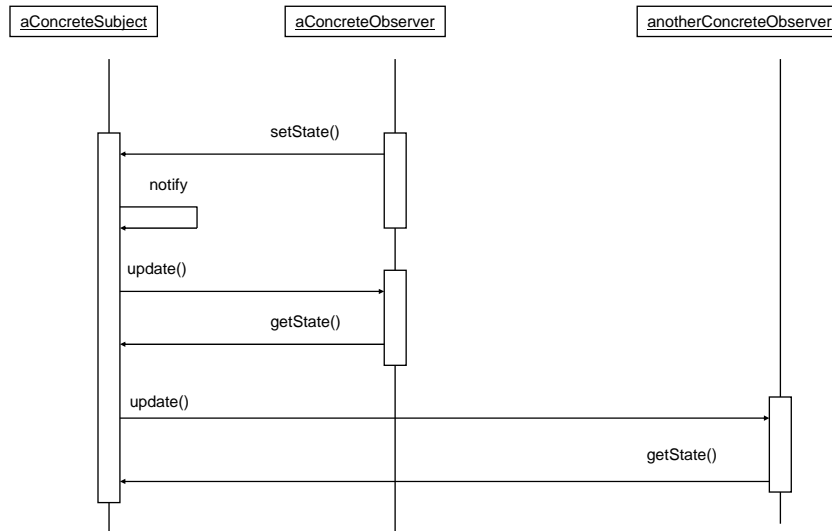 aConcreteSubject
aConcreteObserver
anotherConcreteObserver
setState()
notify
update()
getState()
update()
getState()